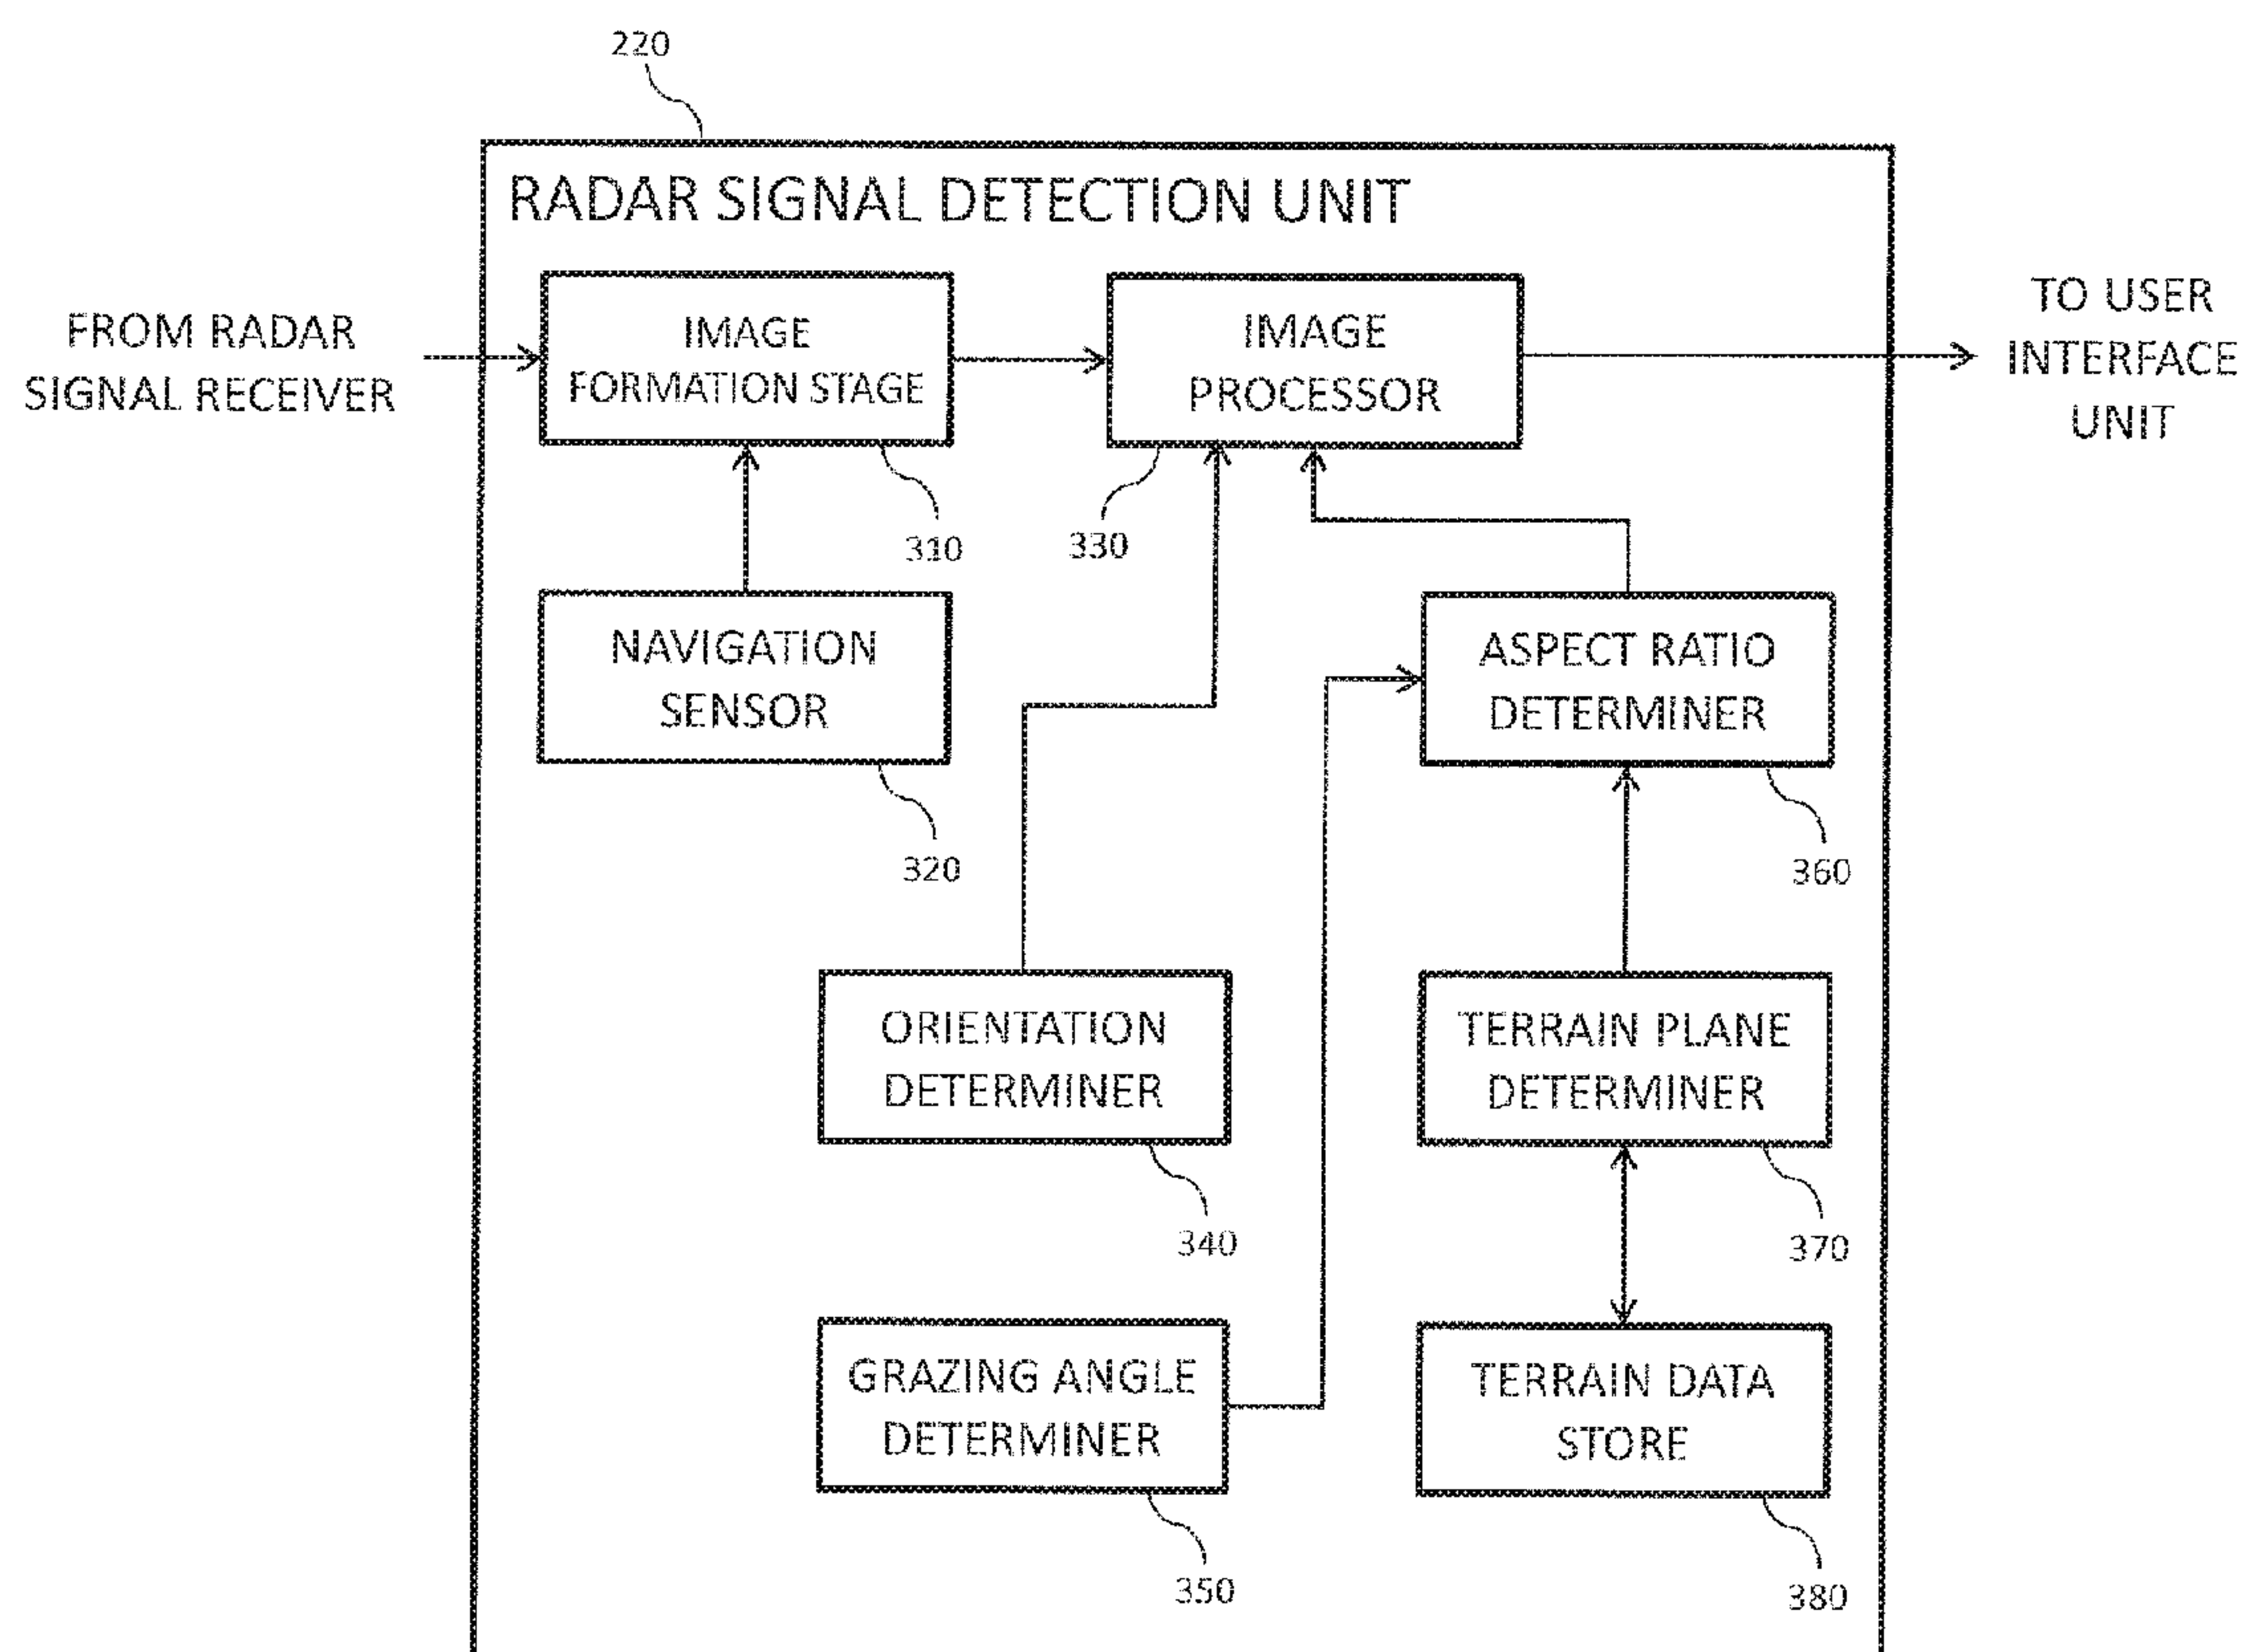 220
RADAR SIGNAL DETECTION UNIT
FROM RADAR
SIGNAL RECEIVER
IMAGE
FORMATION STAGE
310
IMAGE
PROCESSOR
330
TO USER
INTERFACE
UNIT
NAVIGATION
SENSOR
320
ASPECT RATIO
DETERMINER
360
ORIENTATION
DETERMINER
340
TERRAIN PLANE
DETERMINER
370
GRAZING ANGLE
DETERMINER
350
TERRAIN DATA
STORE
380